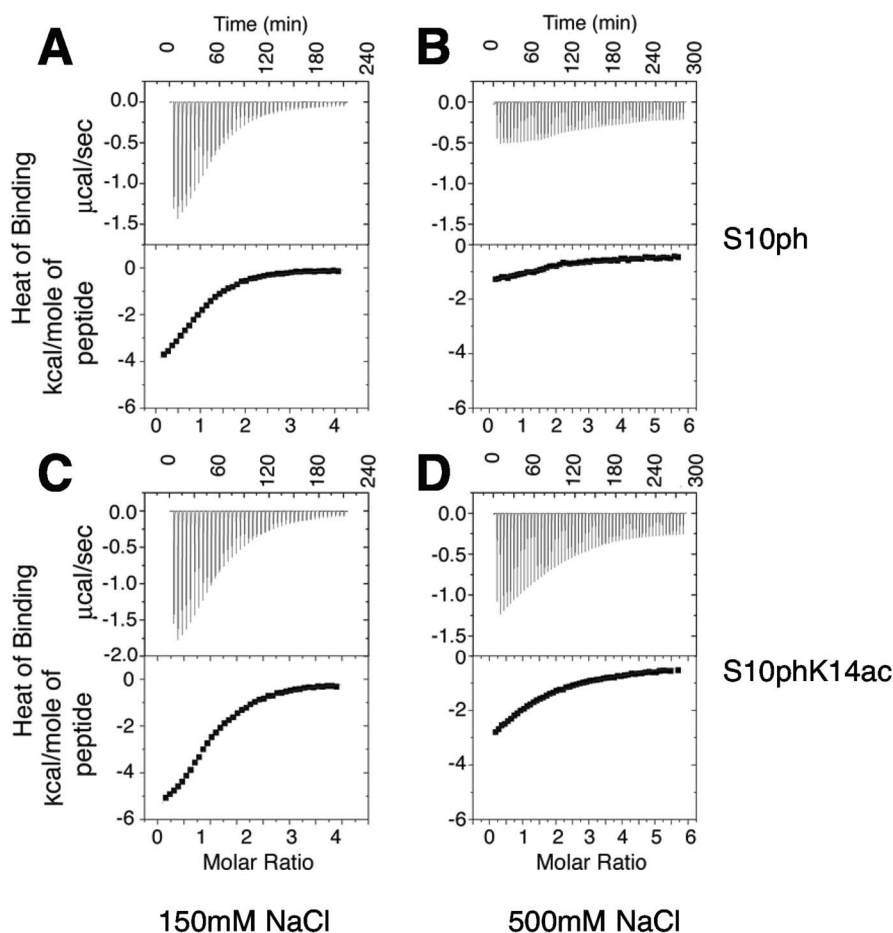 A
Time (min)
0 60 120 180 240
0.0
-0.5
-1.0
-1.5
µcal/sec
0
-2
-4
-6
Heat of Binding
kcal/mole of
peptide
0 1 2 3 4
B
Time (min)
0 60 120 180 240 300
0.0
-0.5
-1.0
-1.5
0
-2
-4
-6
0 1 2 3 4 5 6
S10ph
C
0 60 120 180 240
0.0
-0.5
-1.0
-1.5
-2.0
µcal/sec
0
-2
-4
-6
Heat of Binding
kcal/mole of
peptide
0 1 2 3 4
Molar Ratio
D
0 60 120 180 240 300
0.0
-0.5
-1.0
-1.5
0
-2
-4
-6
0 1 2 3 4 5 6
Molar Ratio
S10phK14ac
150mM NaCl
500mM NaCl